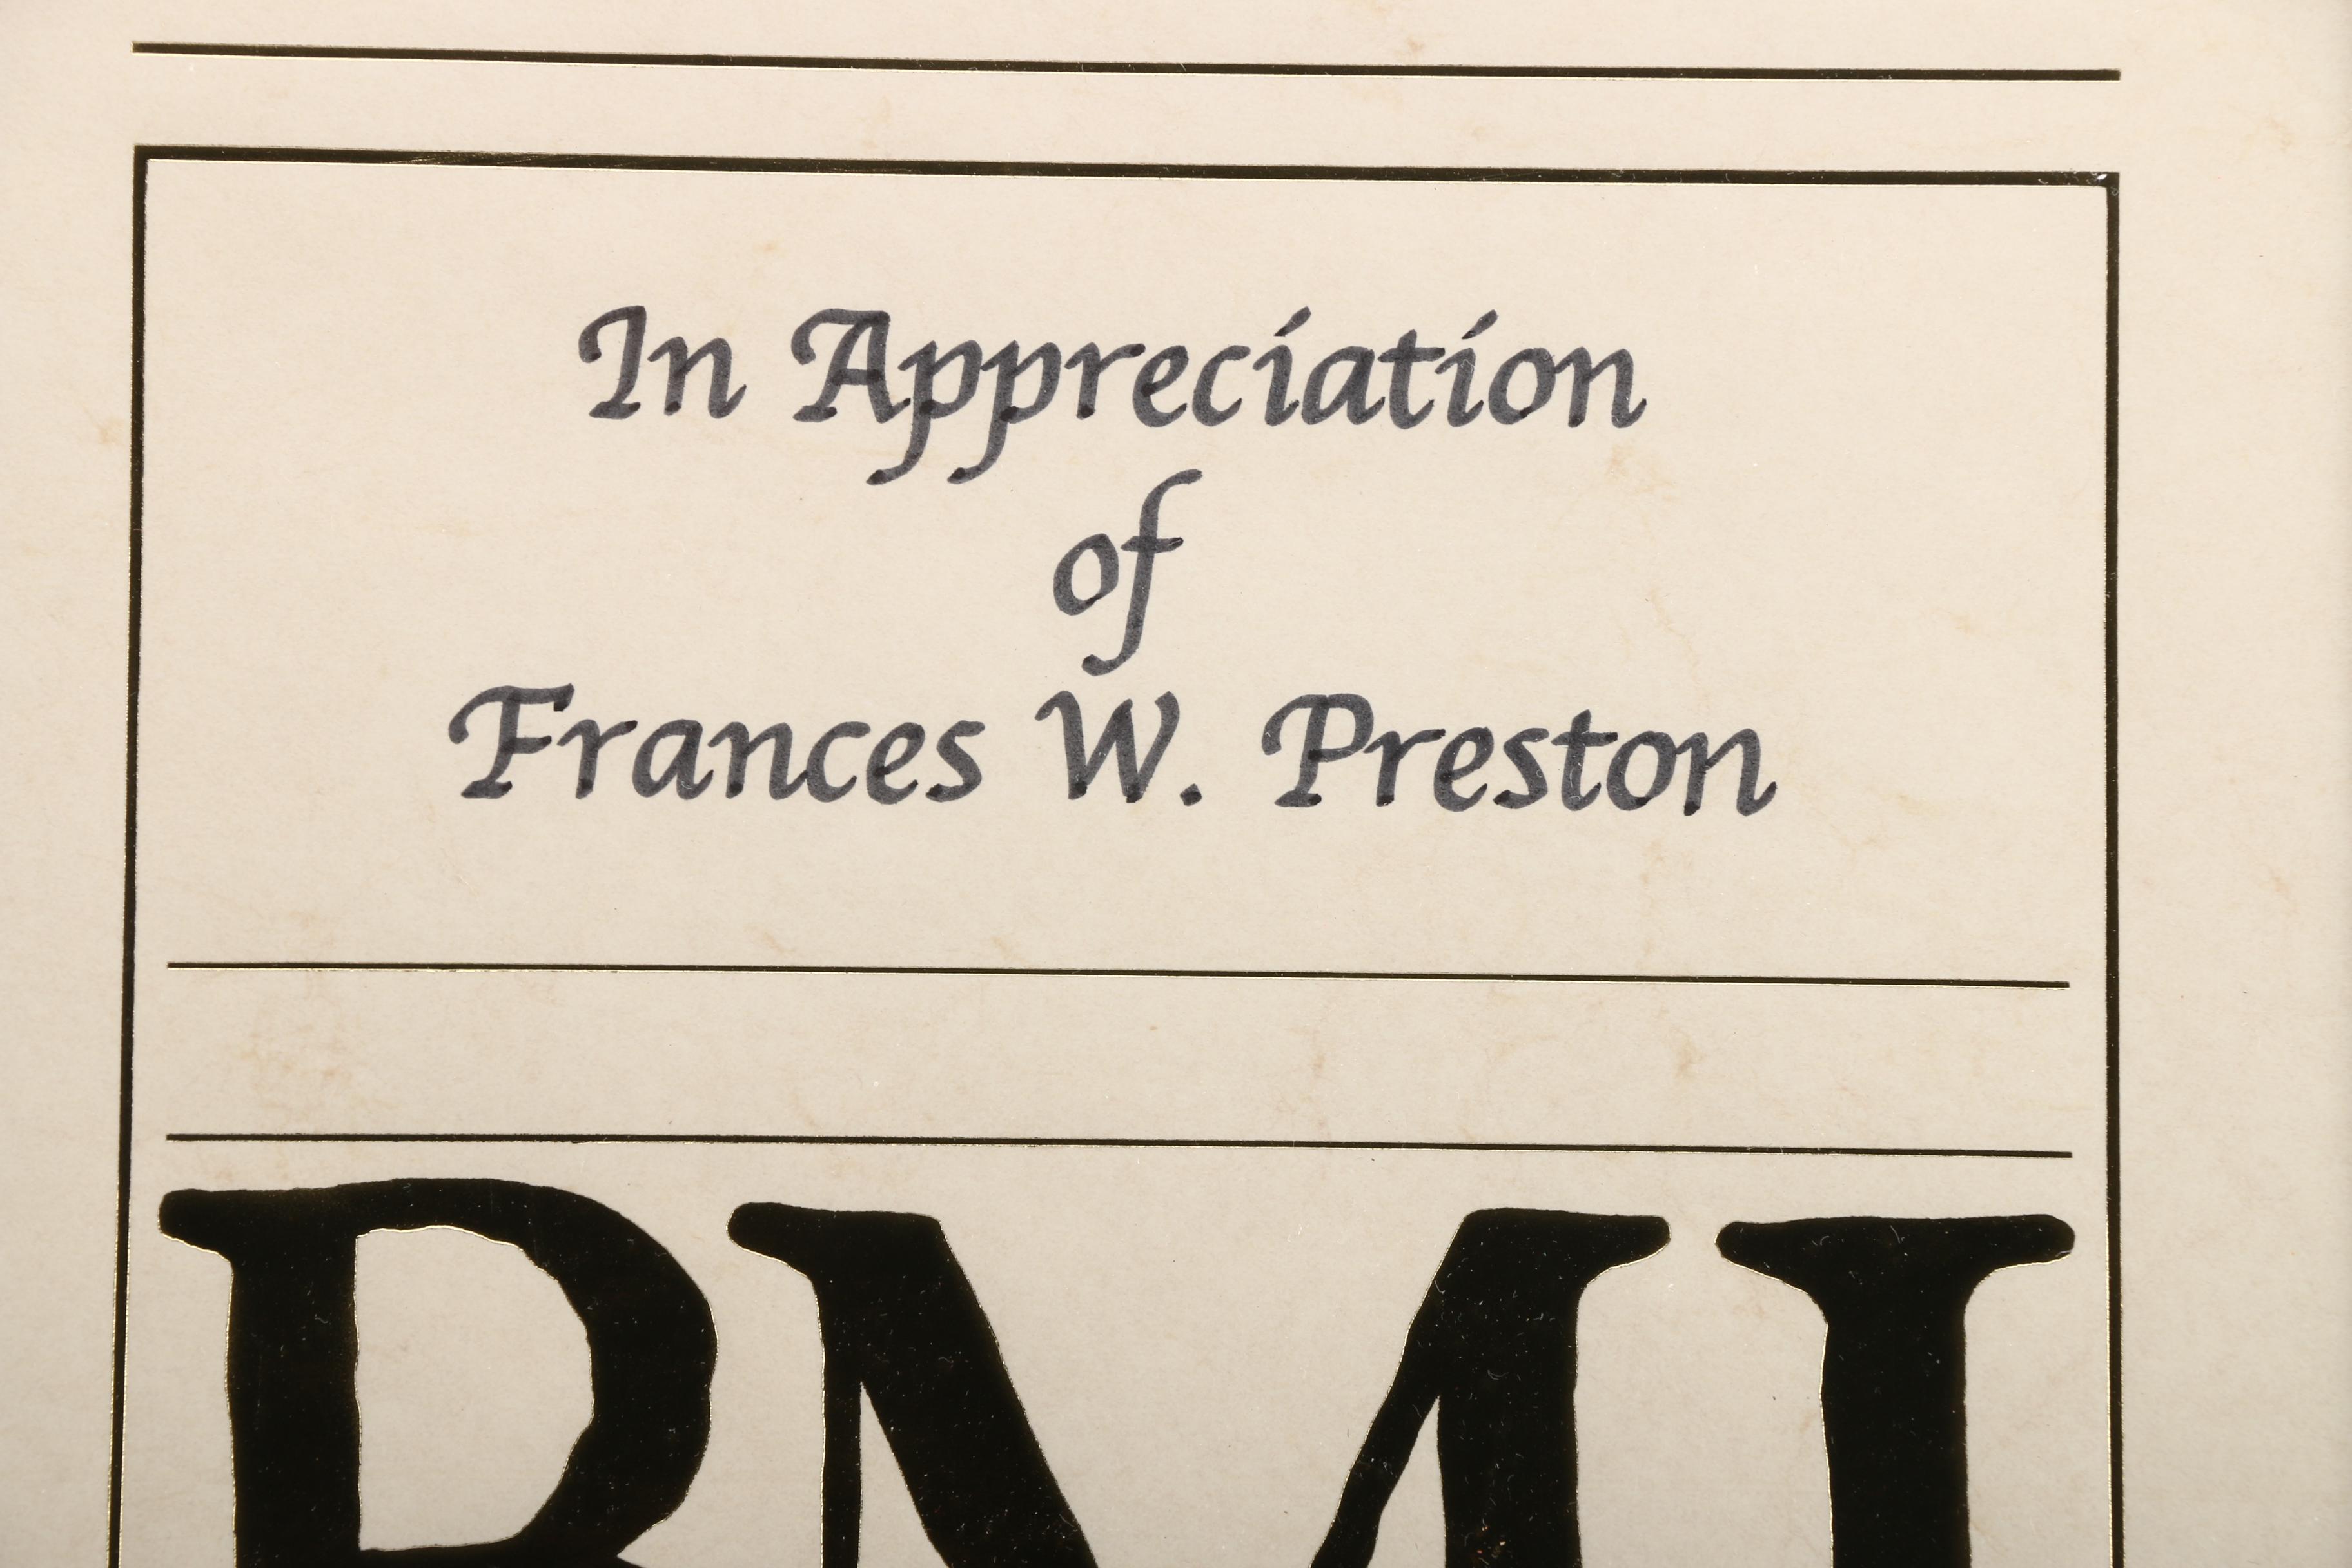 In Appreciation
of
Frances W. Preston
BMI